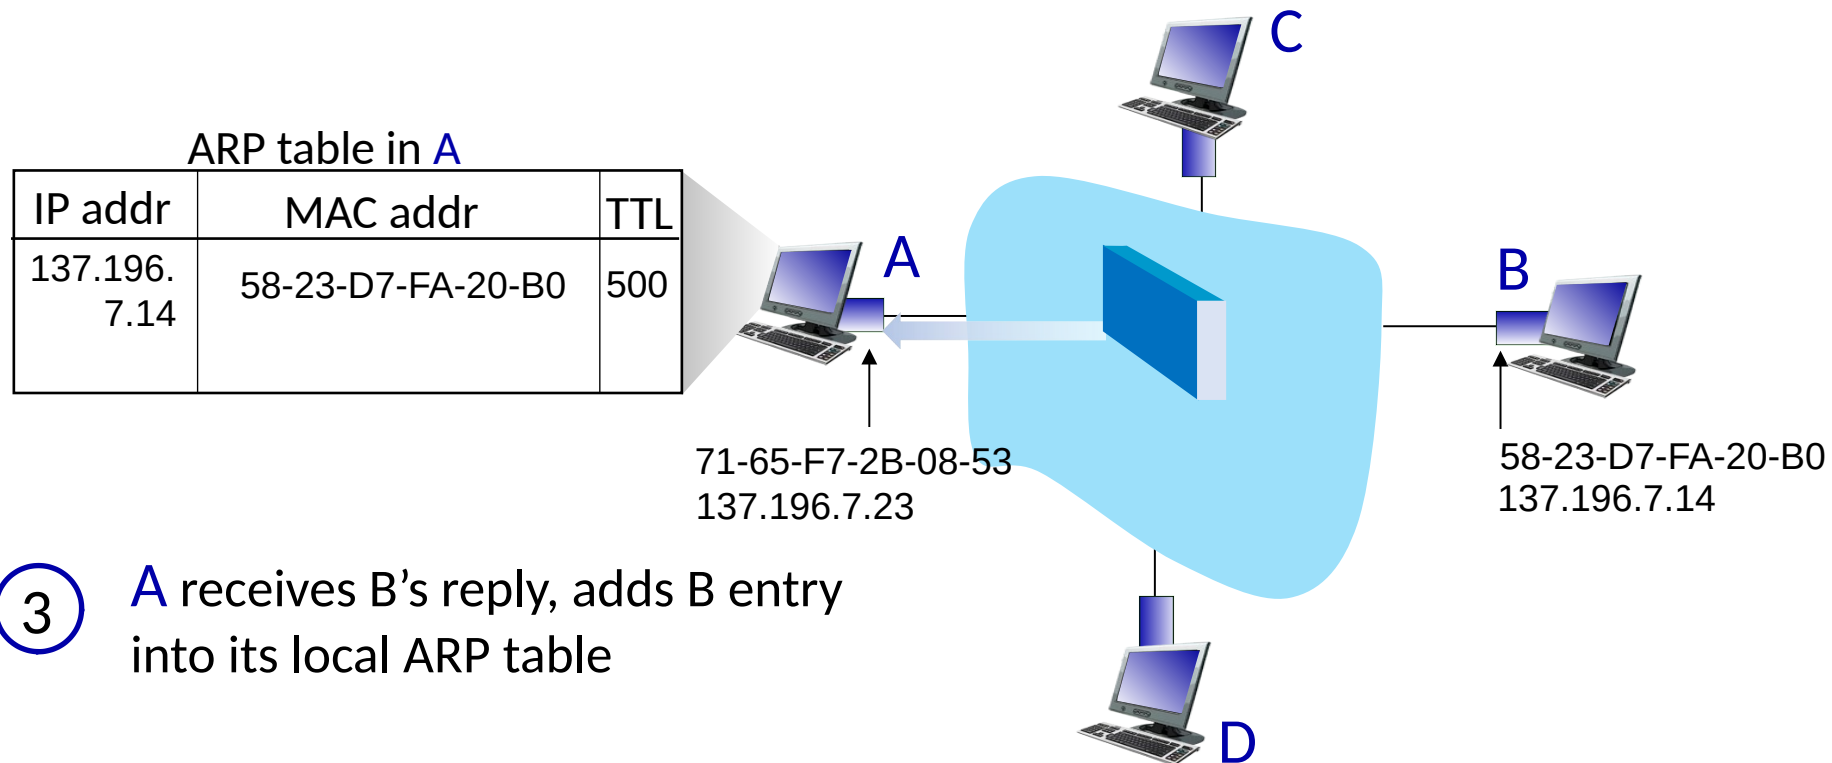 C
ARP table in A
IP addr MAC addr TTL
137.196.
7.14
58-23-D7-FA-20-B0 500
A
B
71-65-F7-2B-08-53
137.196.7.23
58-23-D7-FA-20-B0
137.196.7.14
3
A receives B’s reply, adds B entry
into its local ARP table
D